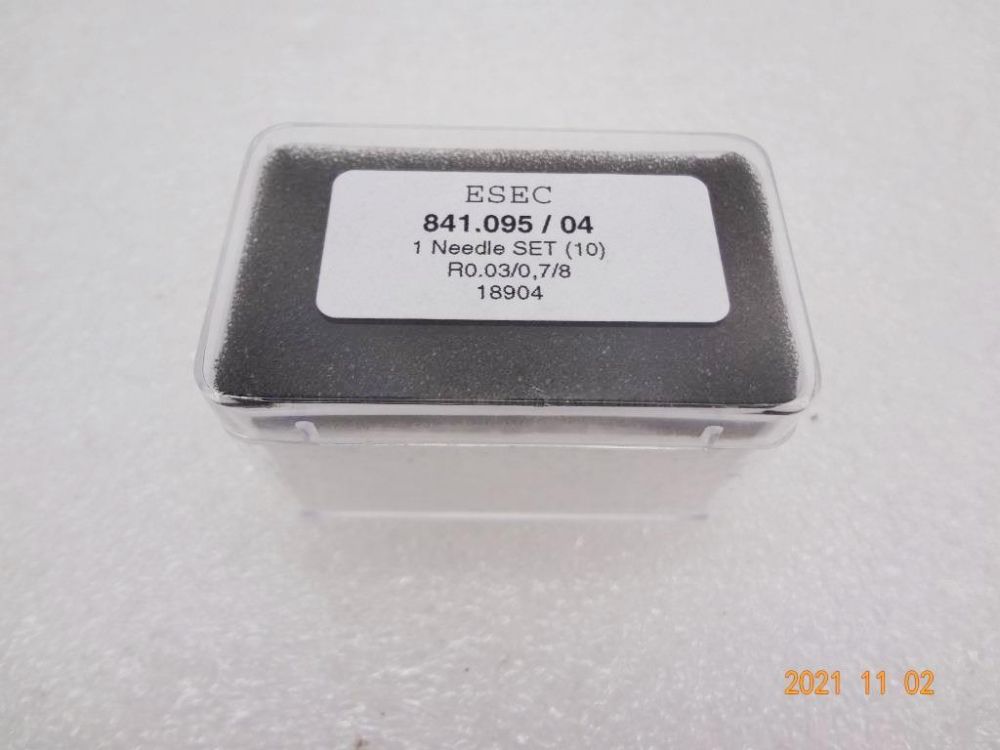 ESEC
841.095 / 04
1 Needle SET (10)
R0.03/0,7/8
18904
2021 11 02